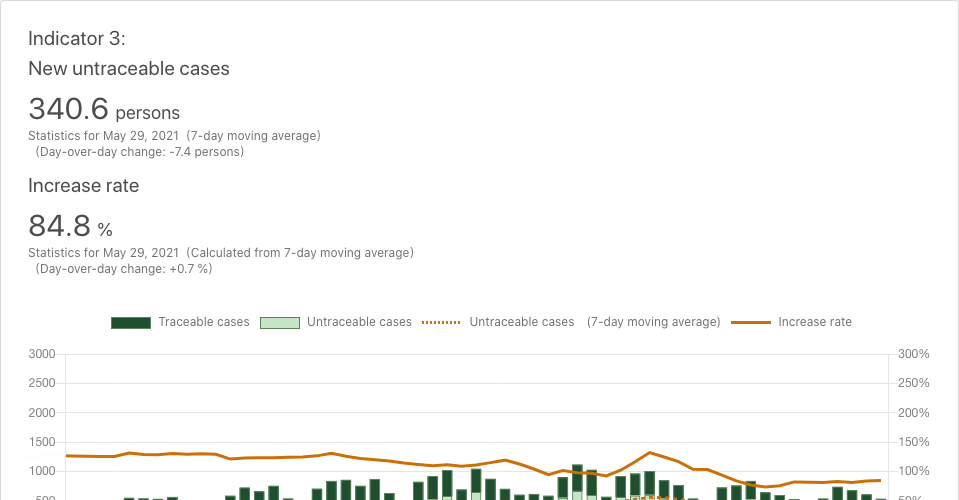 Indicator 3:
New untraceable cases
340.6 persons
Statistics for May 29, 2021 (7-day moving average)
(Day-over-day change: -7.4 persons)
Increase rate
84.8 %
Statistics for May 29, 2021 (Calculated from 7-day moving average)
(Day-over-day change: +0.7 %)
Traceable cases Untraceable cases Untraceable cases (7-day moving average) Increase rate
3000 300%
2500 250%
2000 200%
1500 150%
1000 100%
500 50%